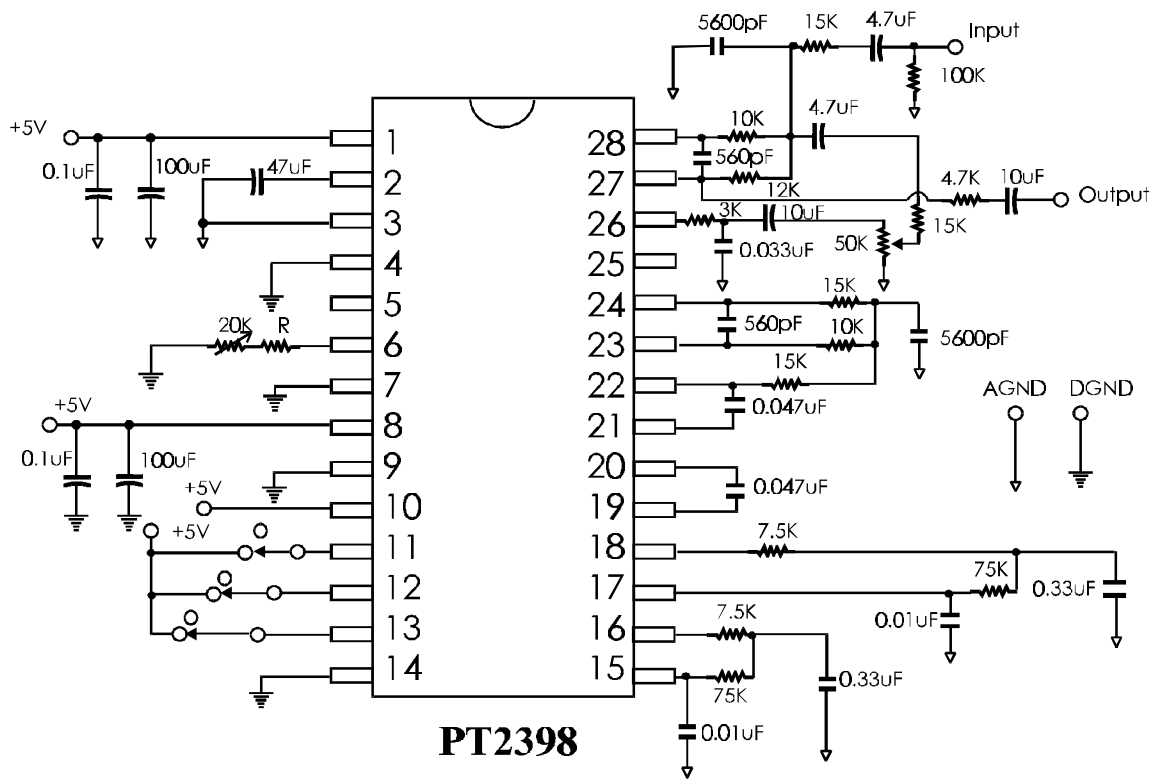 5600pF
15K
4.7uF
Input
100K
+5V
0.1uF
100uF
47uF
1
2
3
4
5
6
7
8
9
10
11
12
13
14
28
27
26
25
24
23
22
21
20
19
18
17
16
15
10K
4.7uF
560pF
12K
4.7K
10uF
Output
3K
10uF
15K
50K
0.033uF
15K
560pF
10K
5600pF
15K
0.047uF
AGND
DGND
20K
R
+5V
0.1uF
100uF
+5V
+5V
0.047uF
7.5K
75K
0.33uF
0.01uF
7.5K
75K
0.33uF
0.01uF
PT2398